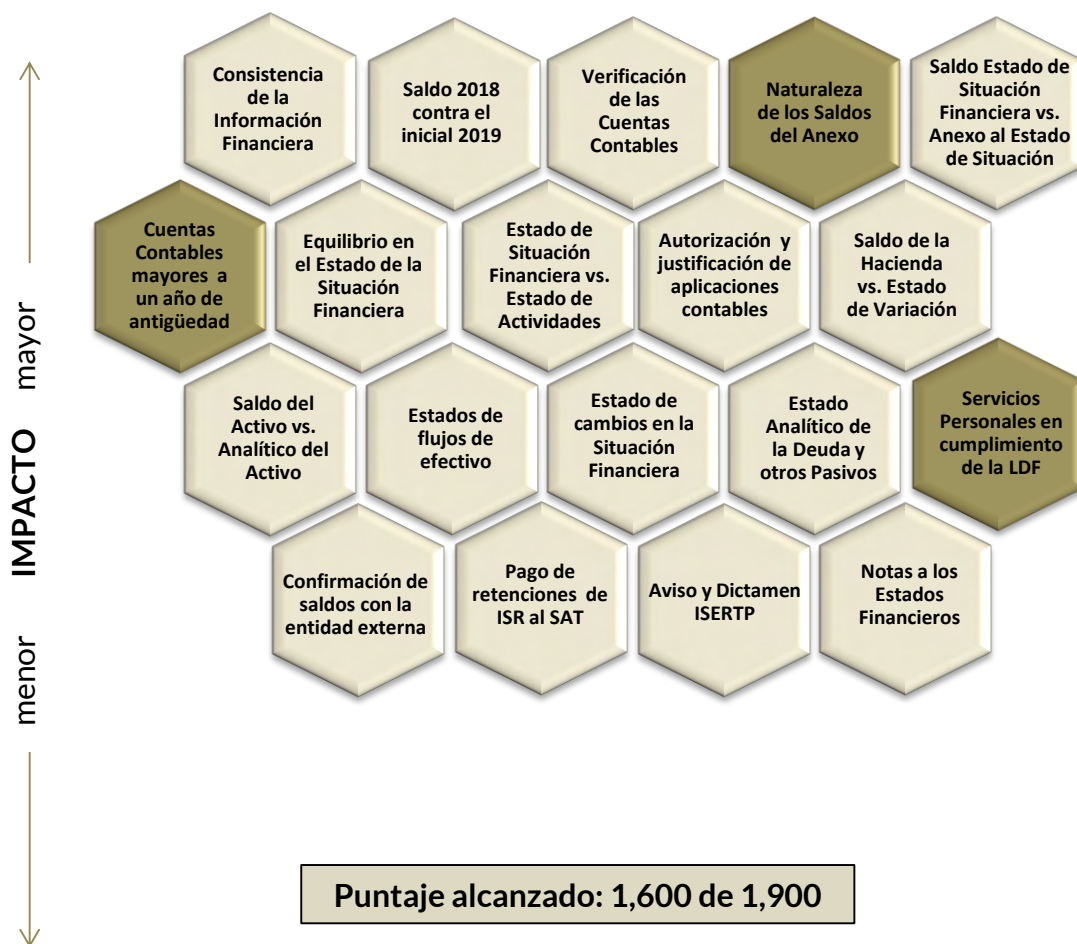 Consistencia
de la
Información
Financiera
Saldo 2018
contra el
inicial 2019
Verificación
de las
Cuentas
Contables
Naturaleza
de los Saldos
del Anexo
Saldo Estado de
Situación
Financiera vs.
Anexo al Estado
de Situación
Cuentas
Contables
mayores a
un año de
antigüedad
Equilibrio en
el Estado de la
Situación
Financiera
Estado de
Situación
Financiera vs.
Estado de
Actividades
Autorización y
justificación de
aplicaciones
contables
Saldo de la
Hacienda
vs. Estado
de Variación
Saldo del
Activo vs.
Analítico del
Activo
Estados de
flujos de
efectivo
Estado de
cambios en la
Situación
Financiera
Estado
Analítico de
la Deuda y
otros Pasivos
Servicios
Personales en
cumplimiento
de la LDF
Confirmación de
saldos con la
entidad externa
Pago de
retenciones de
ISR al SAT
Aviso y Dictamen
ISERTP
Notas a los
Estados
Financieros
menor IMPACTO mayor
Puntaje alcanzado: 1,600 de 1,900